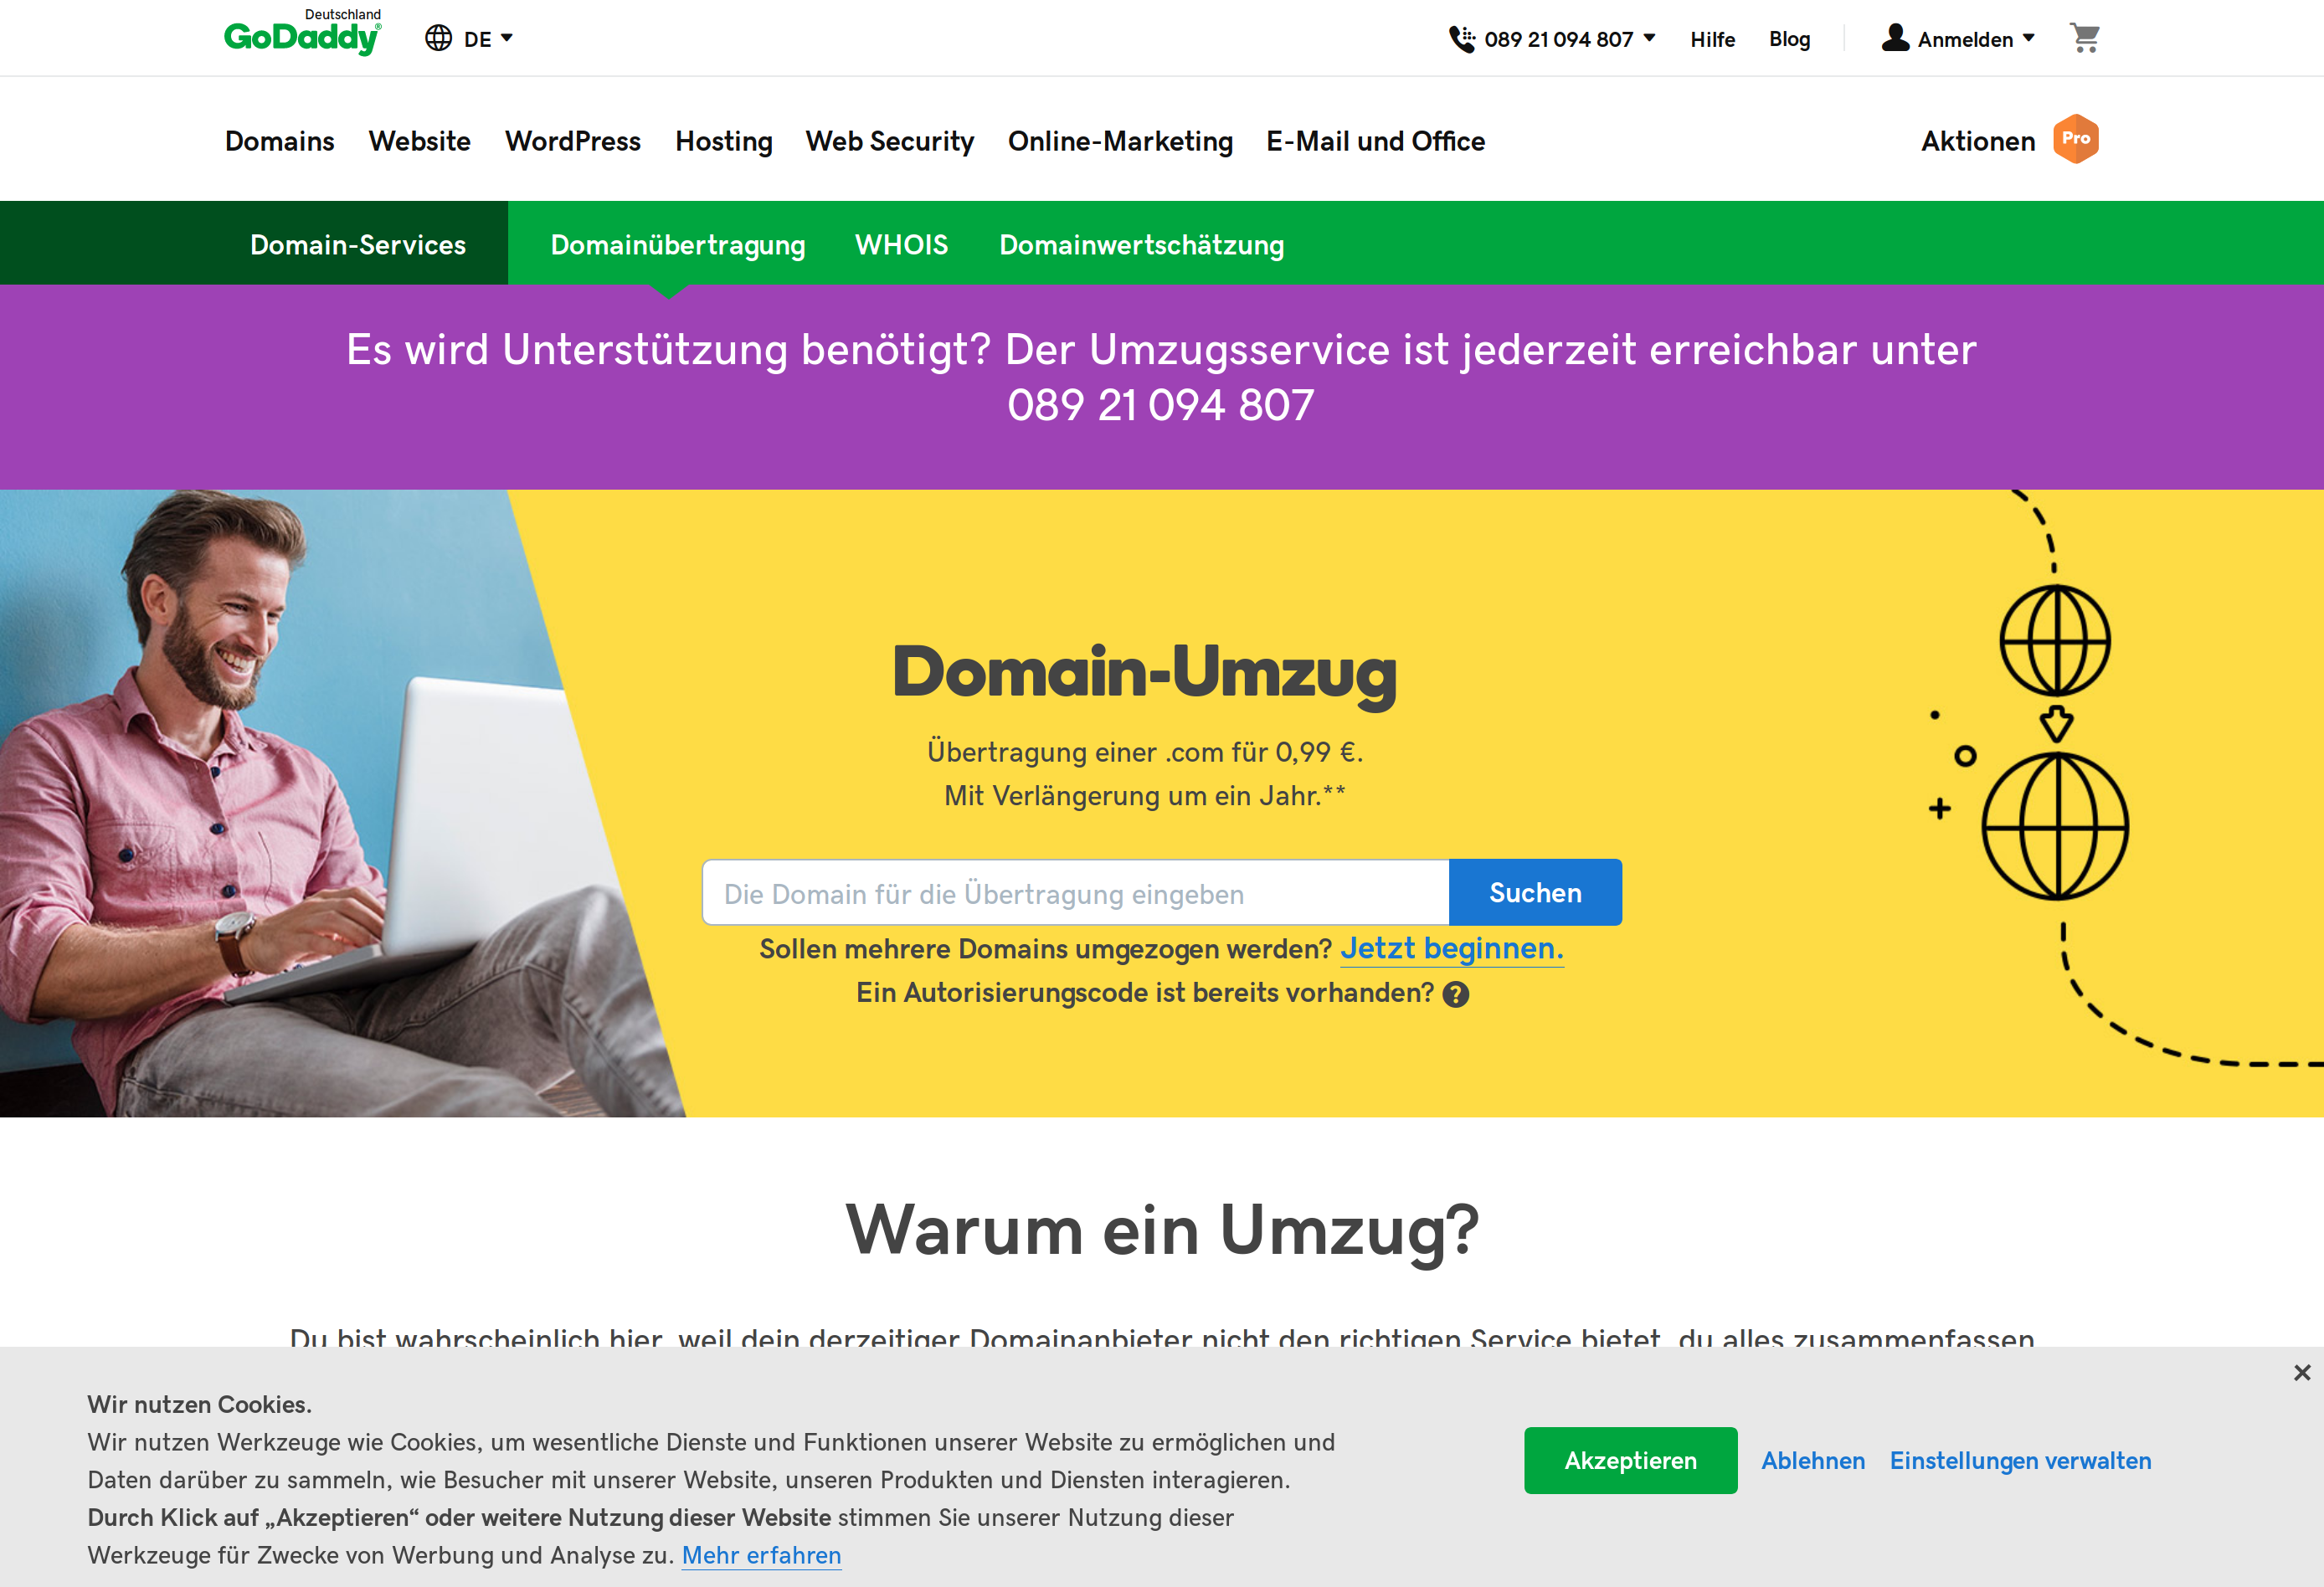 Deutschland
GoDaddy®
DE
089 21 094 807
Hilfe
Blog
Anmelden
Domains
Website
WordPress
Hosting
Web Security
Online-Marketing
E-Mail und Office
Aktionen
Pro
Domain-Services
Domainübertragung
WHOIS
Domainwertschätzung
Es wird Unterstützung benötigt? Der Umzugsservice ist jederzeit erreichbar unter
089 21 094 807
Domain-Umzug
Übertragung einer .com für 0,99 €.
Mit Verlängerung um ein Jahr.**
Die Domain für die Übertragung eingeben
Suchen
Sollen mehrere Domains umgezogen werden? Jetzt beginnen.
Ein Autorisierungscode ist bereits vorhanden? ?
Warum ein Umzug?
Du bist wahrscheinlich hier, weil dein derzeitiger Domainanbieter nicht den richtigen Service bietet, du alles zusammenfassen
Wir nutzen Cookies.
Wir nutzen Werkzeuge wie Cookies, um wesentliche Dienste und Funktionen unserer Website zu ermöglichen und
Daten darüber zu sammeln, wie Besucher mit unserer Website, unseren Produkten und Diensten interagieren.
Durch Klick auf „Akzeptieren“ oder weitere Nutzung dieser Website stimmen Sie unserer Nutzung dieser
Werkzeuge für Zwecke von Werbung und Analyse zu. Mehr erfahren
Akzeptieren
Ablehnen
Einstellungen verwalten